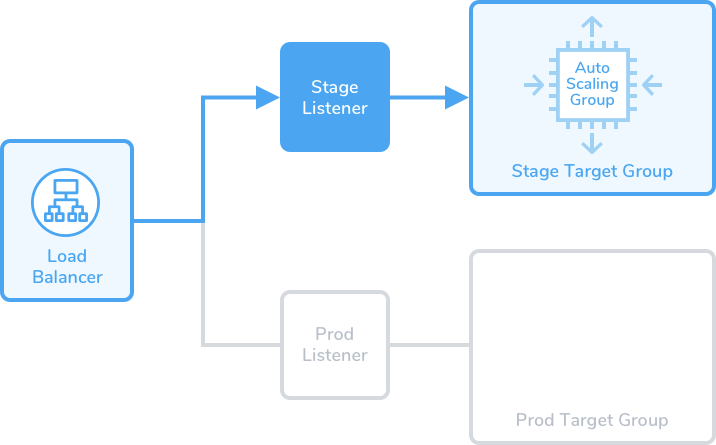 Stage
Listener
Auto
Scaling
Group
Stage Target Group
Load
Balancer
Prod
Listener
Prod Target Group